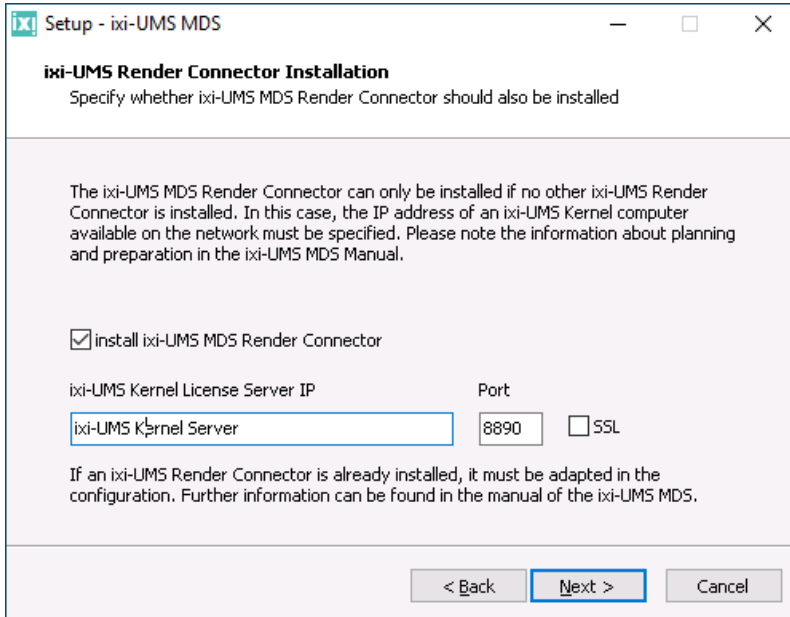 ixi Setup - ixi-UMS MDS
ixi-UMS Render Connector Installation
Specify whether ixi-UMS MDS Render Connector should also be installed
The ixi-UMS MDS Render Connector can only be installed if no other ixi-UMS Render
Connector is installed. In this case, the IP address of an ixi-UMS Kernel computer
available on the network must be specified. Please note the information about planning
and preparation in the ixi-UMS MDS Manual.
install ixi-UMS MDS Render Connector
ixi-UMS Kernel License Server IP Port
ixi-UMS Kernel Server 8890 SSL
If an ixi-UMS Render Connector is already installed, it must be adapted in the
configuration. Further information can be found in the manual of the ixi-UMS MDS.
< Back Next > Cancel